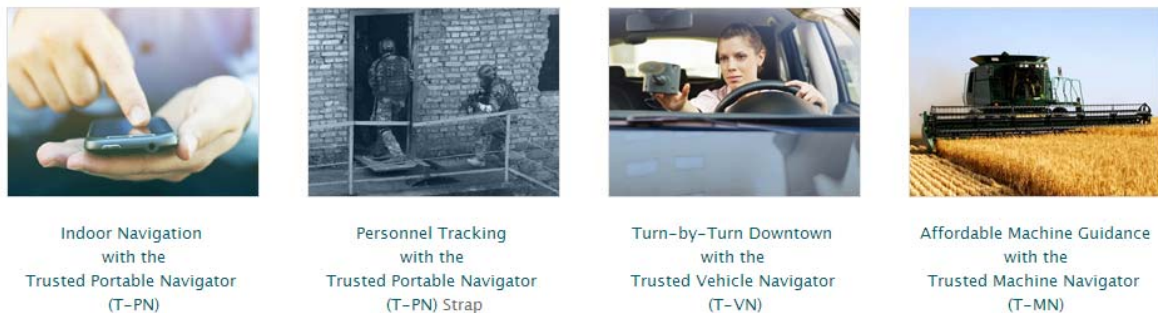 Indoor Navigation
with the
Trusted Portable Navigator
(T-PN)
Personnel Tracking
with the
Trusted Portable Navigator
(T-PN) Strap
Turn-by-Turn Downtown
with the
Trusted Vehicle Navigator
(T-VN)
Affordable Machine Guidance
with the
Trusted Machine Navigator
(T-MN)